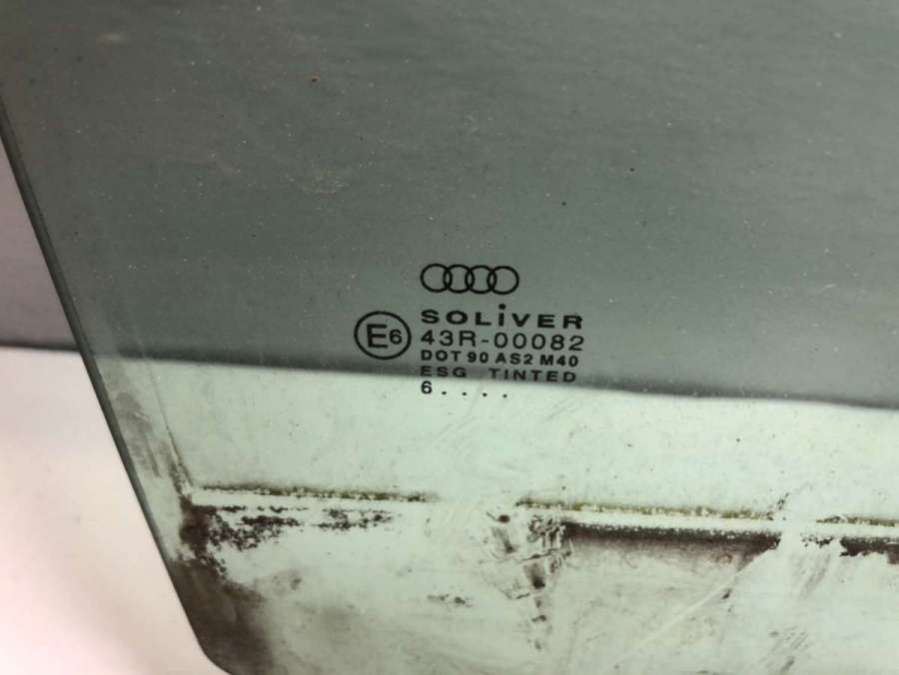 SOLiVER
E6 43R-00082
DOT 90 AS2 M40
ESG TINTED
6 . . . .